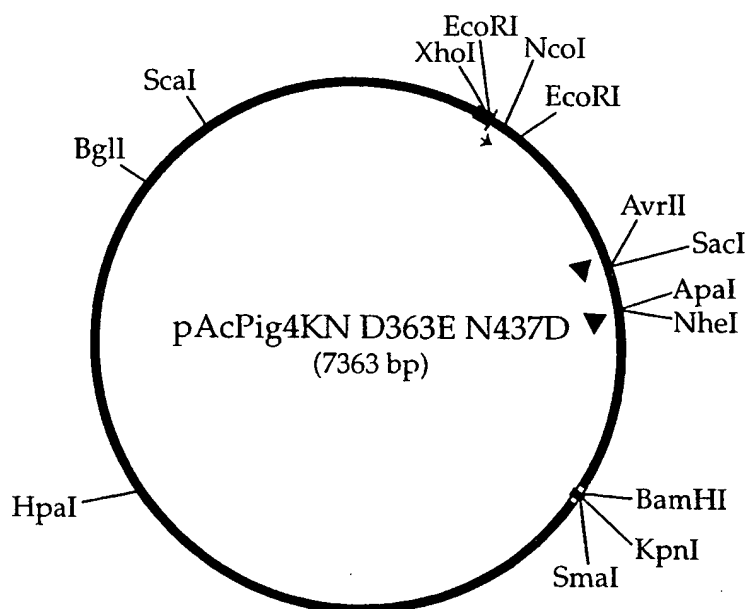 EcoRI
XhoI
NcoI
ScaI
EcoRI
BglI
AvrII
SacI
ApaI
pAcPig4KN D363E N437D
NheI
(7363 bp)
HpaI
BamHI
KpnI
SmaI